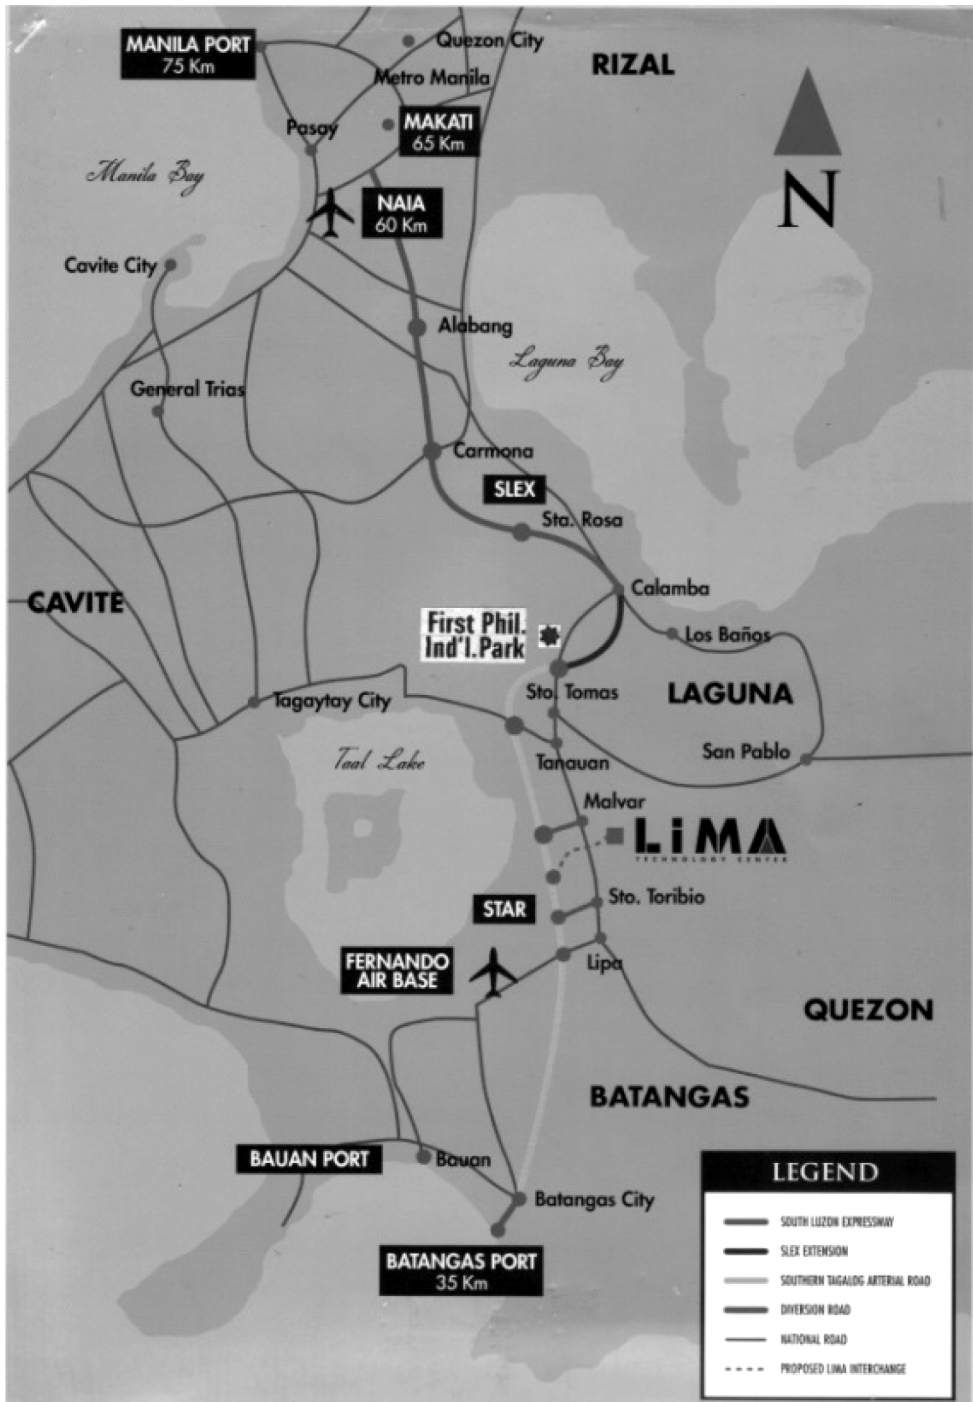 MANILA PORT
75 Km
Quezon City
RIZAL
Metro Manila
Pasay
MAKATI
65 Km
Manila Bay
N
NAIA
60 Km
Cavite City
Alabang
Laguna Bay
General Trias
Carmona
SLEX
Sta. Rosa
Calamba
CAVITE
First Phil.
Ind'l. Park
Los Baños
Sto. Tomas
LAGUNA
Tagaytay City
Taal Lake
Tanauan
San Pablo
Malvar
LiMA
TECHNOLOGY CENTER
Sto. Toribio
STAR
FERNANDO
AIR BASE
Lipa
QUEZON
BATANGAS
BAUAN PORT
Bauan
Batangas City
BATANGAS PORT
35 Km
LEGEND
SOUTH LUZON EXPRESSWAY
SLEX EXTENSION
SOUTHERN TAGALOG ARTERIAL ROAD
DIVERSION ROAD
NATIONAL ROAD
PROPOSED LIMA INTERCHANGE